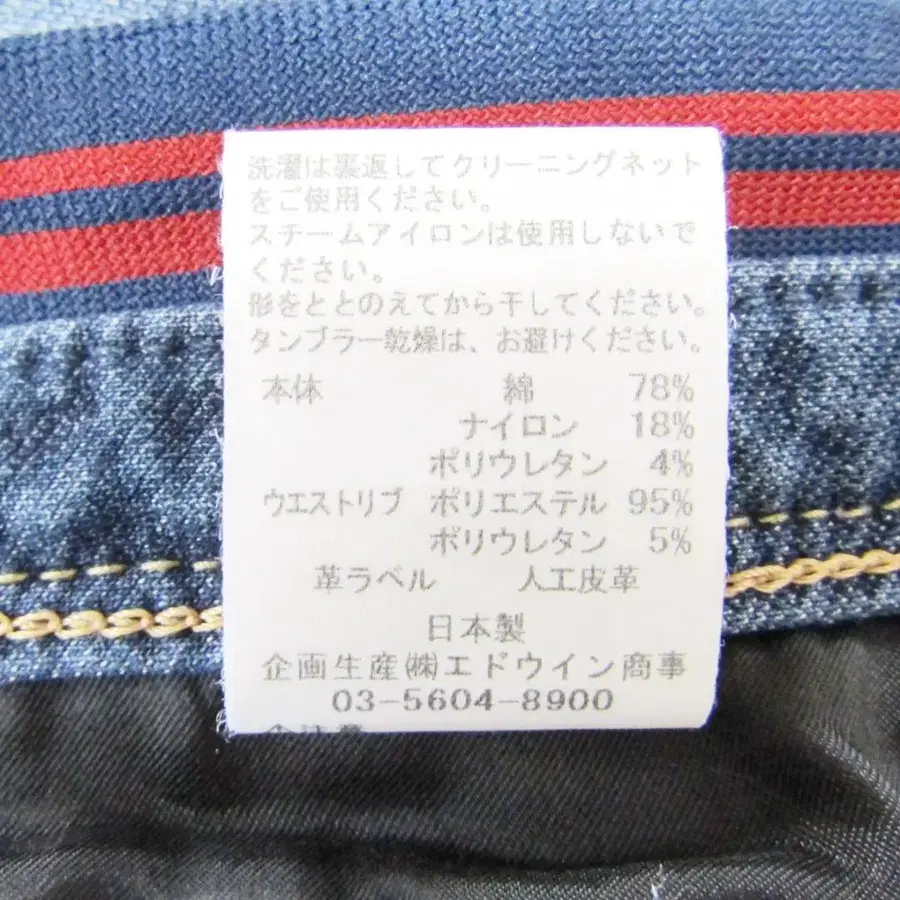 洗濯は裏返してクリーニングネット
をご使用ください。
スチームアイロンは使用しないで
ください。
形をととのえてから干してください。
タンブラー乾燥は、お避けください。
本体 綿 78%
ナイロン 18%
ポリウレタン 4%
ウエストリブ ポリエステル 95%
ポリウレタン 5%
革ラベル 人工皮革
日本製
企画生産㈱エドウイン商事
03-5604-8900